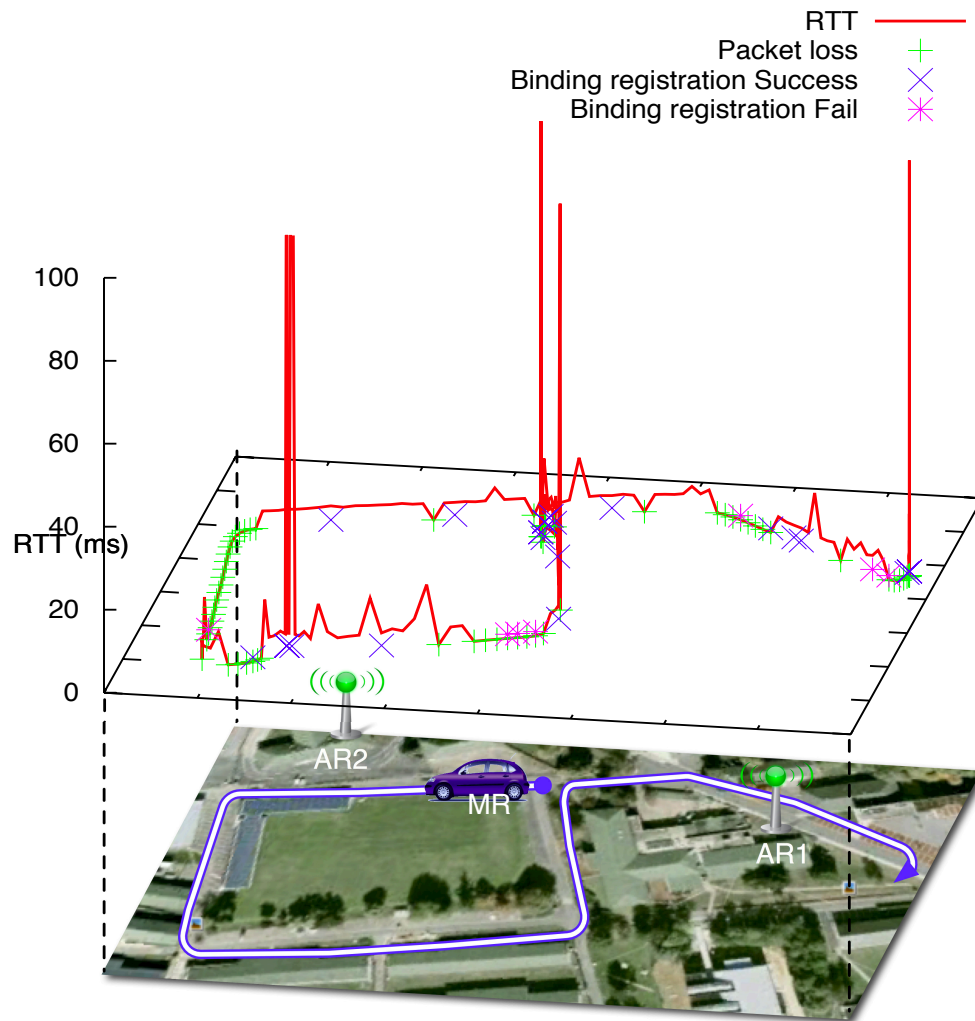 RTT
Packet loss
Binding registration Success
Binding registration Fail
100
80
60
40
RTT (ms)
20
0
AR2
MR
AR1